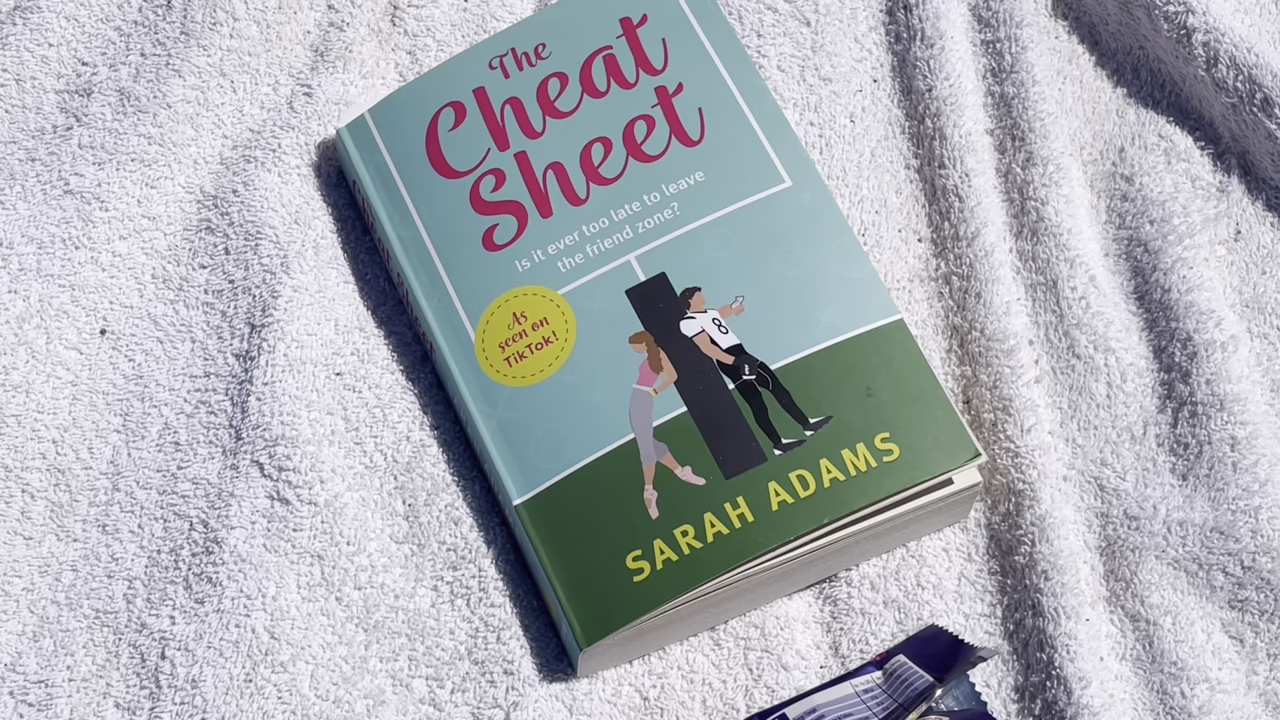 The
Cheat
Sheet
Is it ever too late to leave
the friend zone?
As
seen on
TikTok!
8
SARAH ADAMS